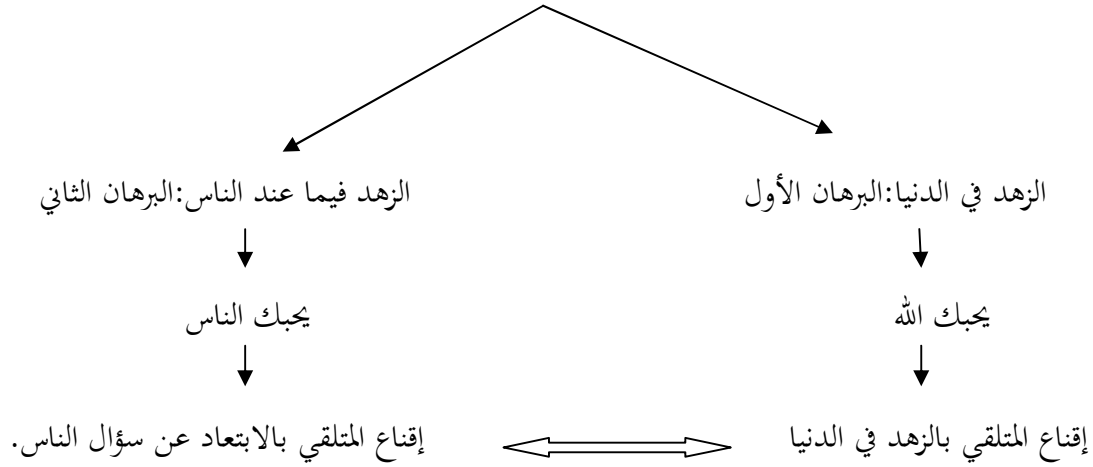 الزهد في الدنيا:البرهان الأول
الزهد فيما عند الناس:البرهان الثاني
يحبك الله
يحبك الناس
إقناع المتلقي بالزهد في الدنيا
إقناع المتلقي بالابتعاد عن سؤال الناس.